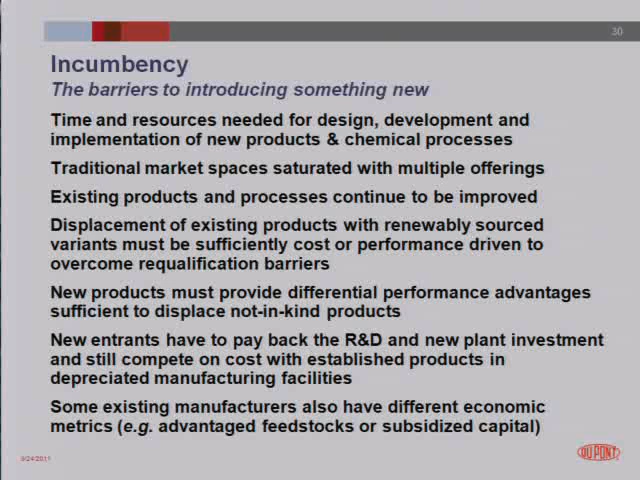 30
Incumbency
The barriers to introducing something new
Time and resources needed for design, development and
implementation of new products & chemical processes
Traditional market spaces saturated with multiple offerings
Existing products and processes continue to be improved
Displacement of existing products with renewably sourced
variants must be sufficiently cost or performance driven to
overcome requalification barriers
New products must provide differential performance advantages
sufficient to displace not-in-kind products
New entrants have to pay back the R&D and new plant investment
and still compete on cost with established products in
depreciated manufacturing facilities
Some existing manufacturers also have different economic
metrics (e.g. advantaged feedstocks or subsidized capital)
DU PONT